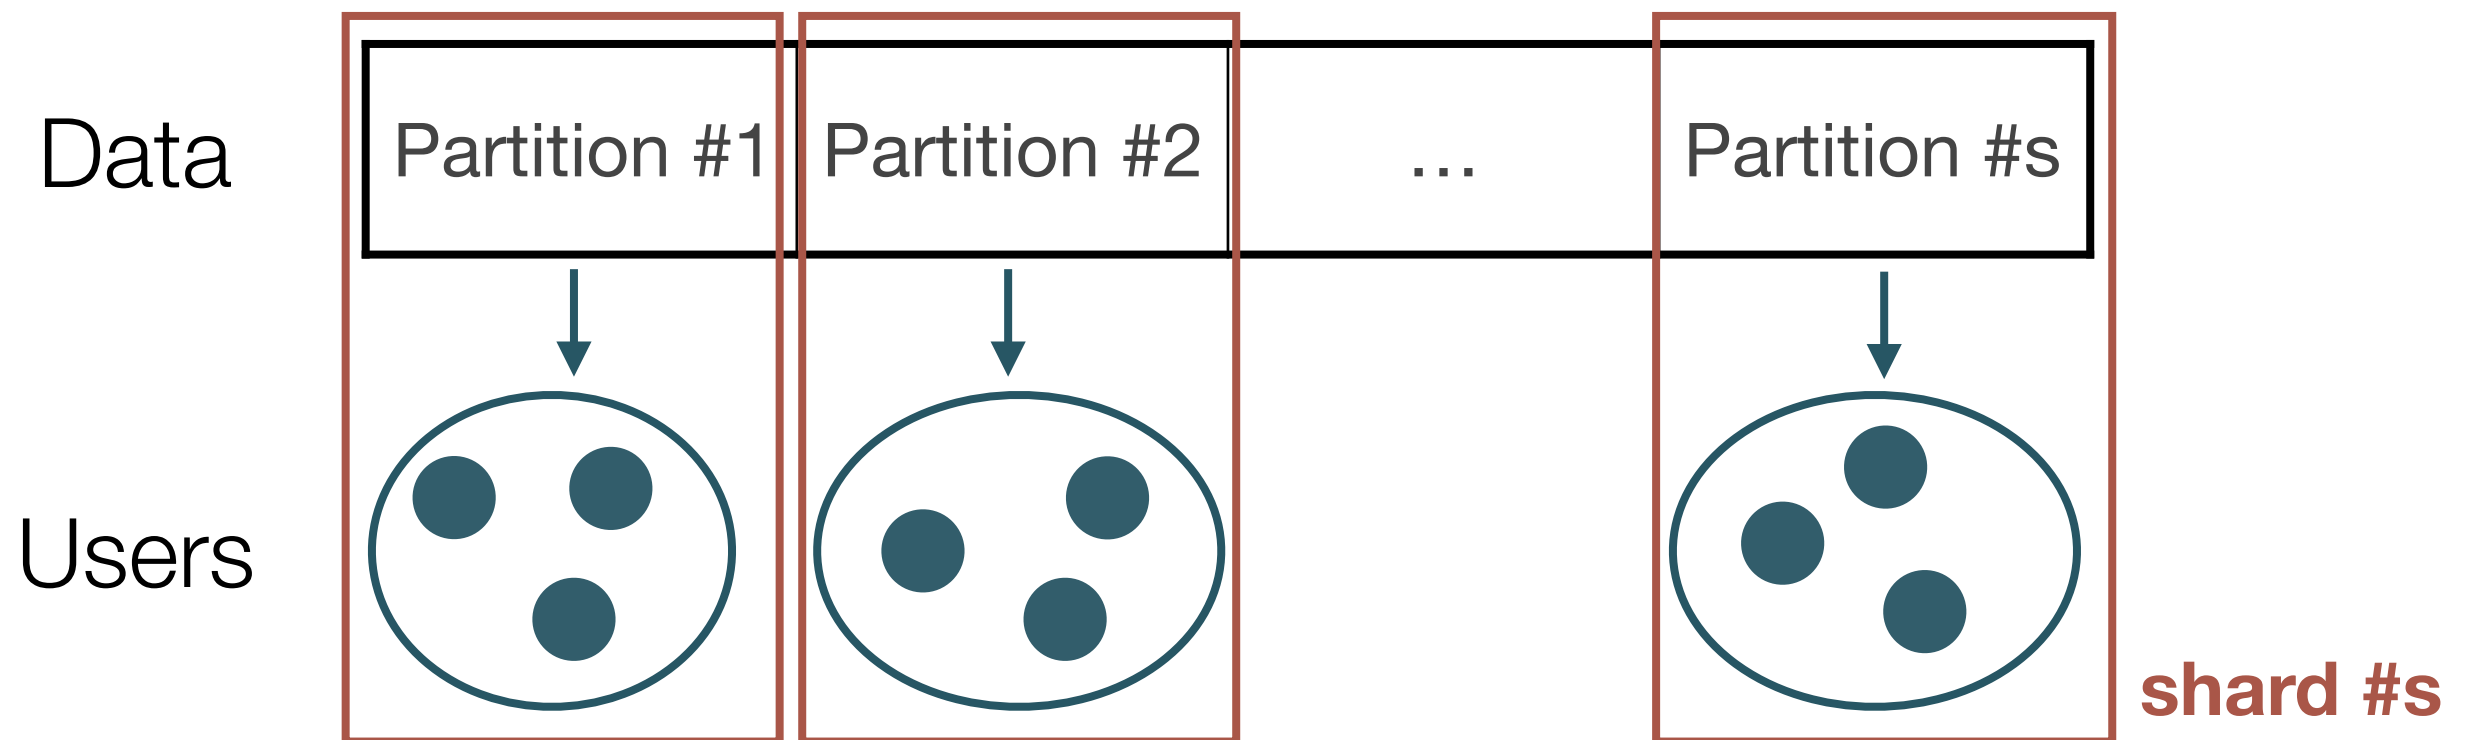 Data
Partition #1
Partition #2
...
Partition #s
Users
shard #s